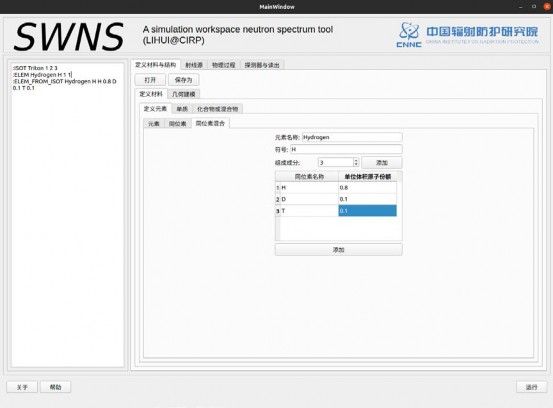 MainWindow
SWNS
A simulation workspace neutron spectrum tool
(LIHUI@CIRP)
CNNC
中国辐射防护研究院
CHINA INSTITUTE OF RADIATION PROTECTION
:ISOT Triton 1 2 3
:ELEM Hydrogen H 1 1
:ELEM_FROM_ISOT Hydrogen H H 0.8 D
0.1 T 0.1
定义材料与结构 射线源 物理过程 探测器与读出
打开 保存为
定义材料 几何建模
定义元素 单质 化合物或混合物
元素 同位素 同位素混合
元素名称: Hydrogen
符号: H
组成成分: 3 添加
同位素名称 单位体积原子份额
1 H 0.8
2 D 0.1
3 T 0.1
添加
关于 帮助 运行